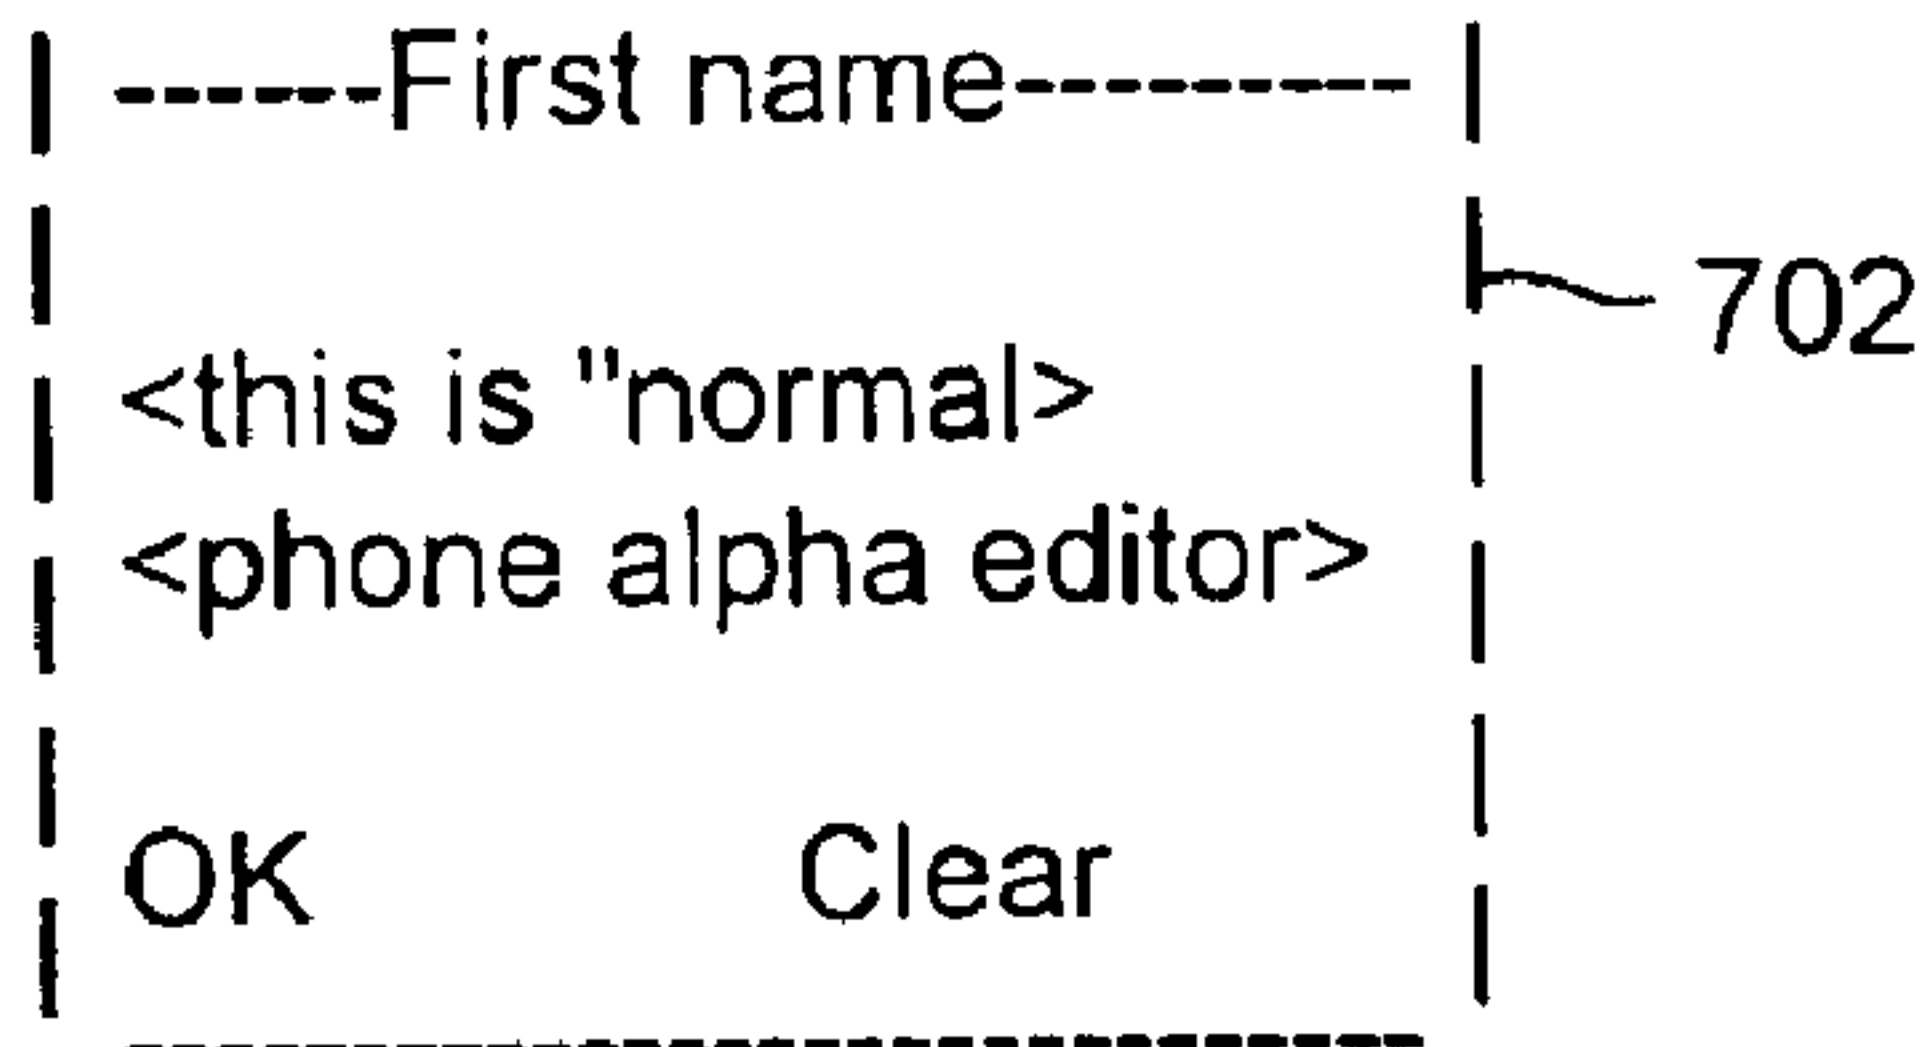 ------First name---------
702
<this is "normal>
<phone alpha editor>
OK Clear